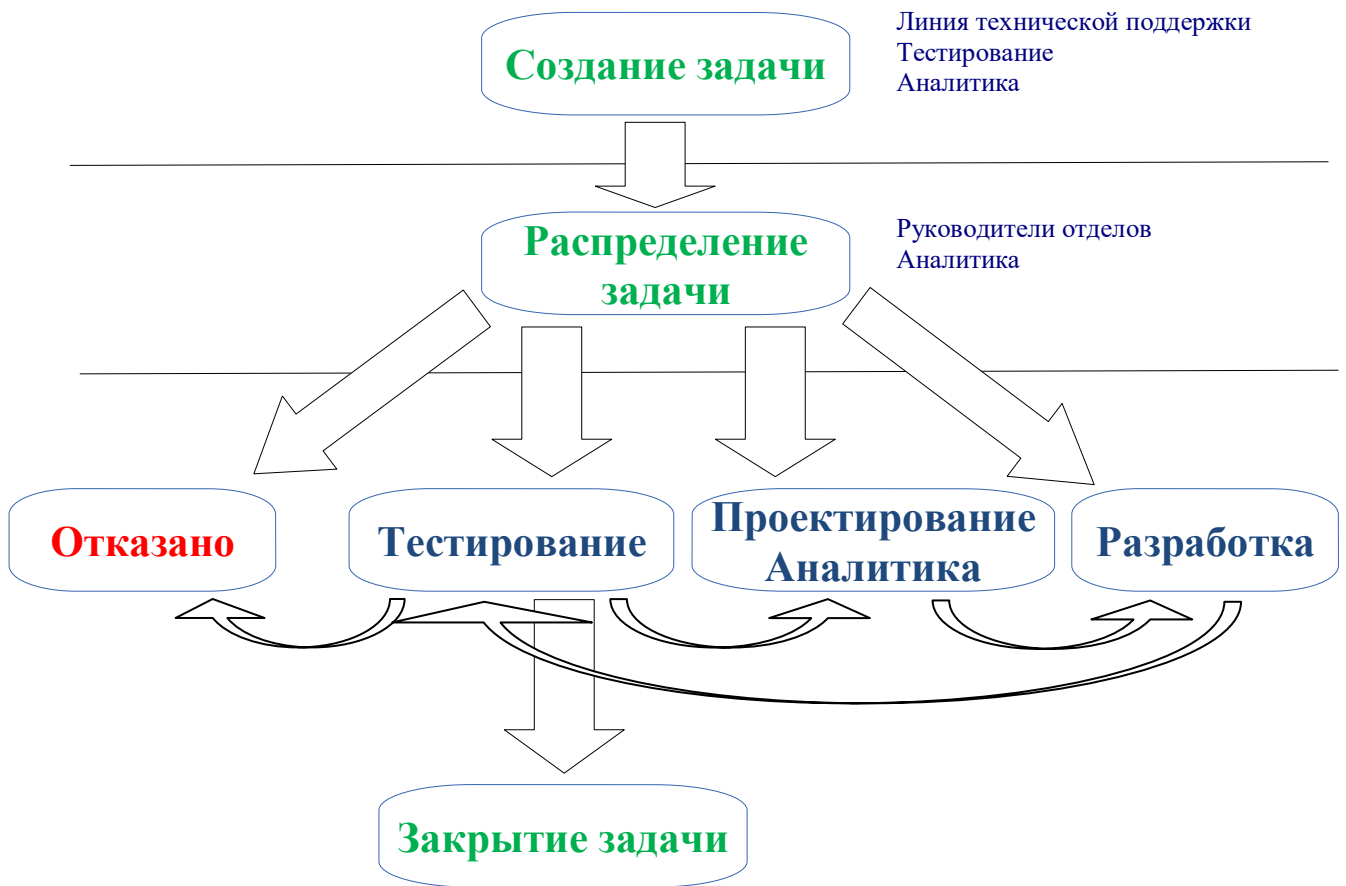 Создание задачи
Линия технической поддержки
Тестирование
Аналитика
Распределение
задачи
Руководители отделов
Аналитика
Отказано
Тестирование
Проектирование
Аналитика
Разработка
Закрытие задачи